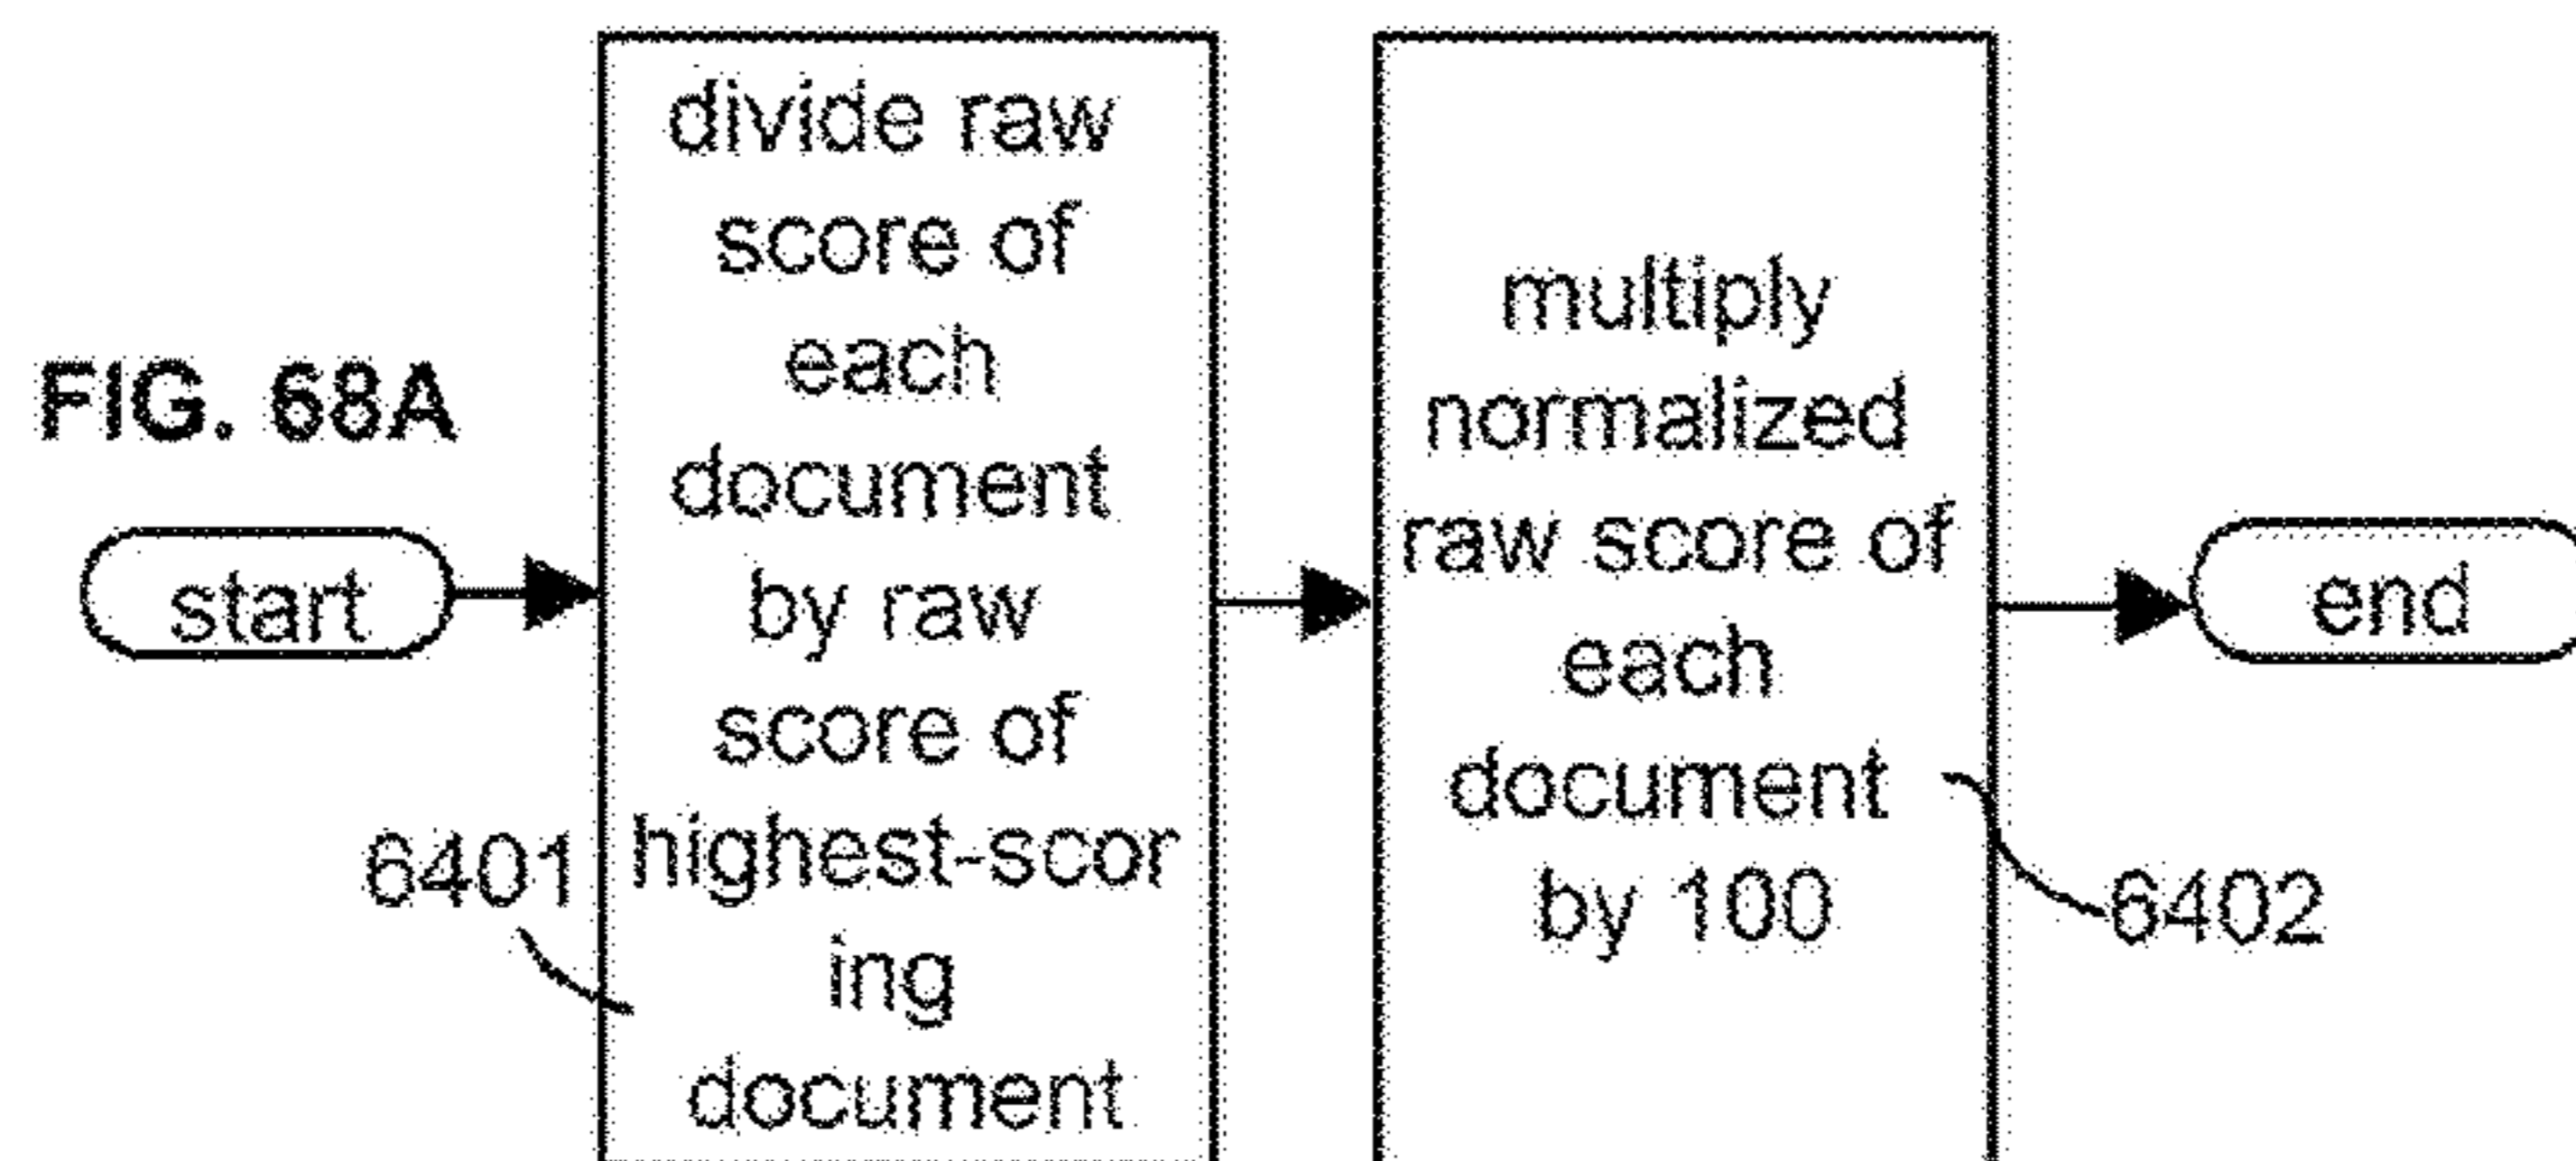 FIG. 68A
start
divide raw
score of
each
document
by raw
score of
highest-scor
ing
document
6401
multiply
normalized
raw score of
each
document
by 100
6402
end